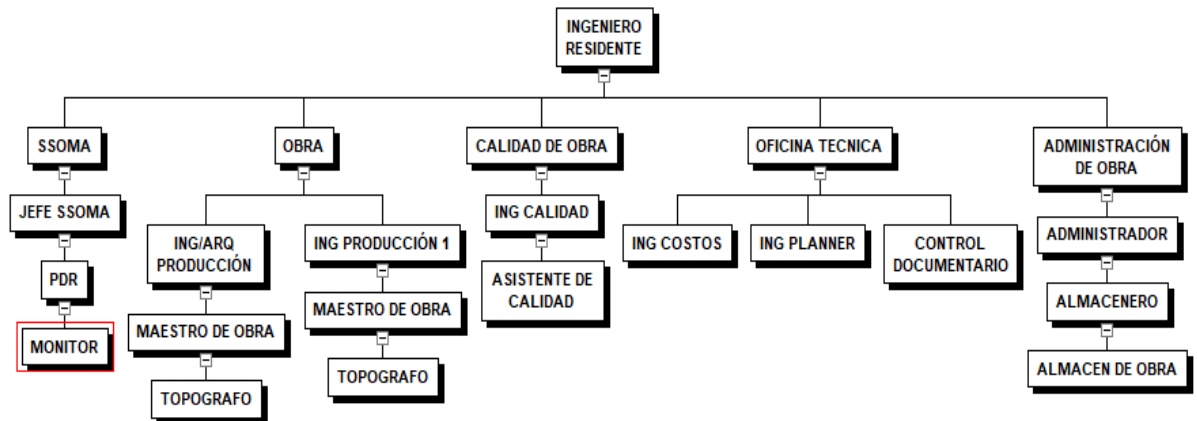 INGENIERO
RESIDENTE
SSOMA
OBRA
CALIDAD DE OBRA
OFICINA TECNICA
ADMINISTRACIÓN
DE OBRA
JEFE SSOMA
ING/ARQ
PRODUCCIÓN
ING PRODUCCIÓN 1
ING CALIDAD
ING COSTOS
ING PLANNER
CONTROL
DOCUMENTARIO
ADMINISTRADOR
PDR
MAESTRO DE OBRA
MAESTRO DE OBRA
ASISTENTE DE
CALIDAD
ALMACENERO
MONITOR
TOPOGRAFO
TOPOGRAFO
ALMACEN DE OBRA